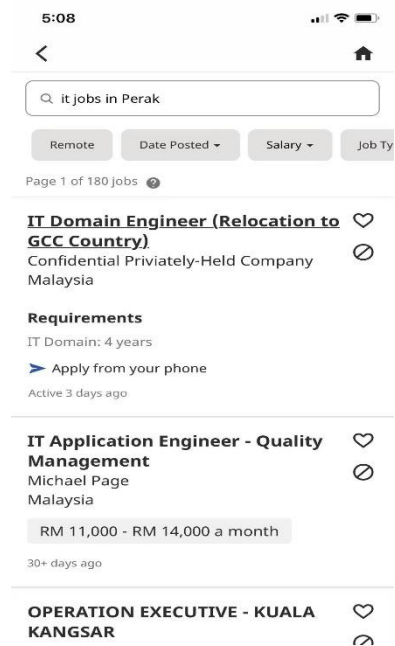 5:08
it jobs in Perak
Remote
Date Posted
Salary
Job Ty
Page 1 of 180 jobs
IT Domain Engineer (Relocation to
GCC Country)
Confidential Priviately-Held Company
Malaysia
Requirements
IT Domain: 4 years
Apply from your phone
Active 3 days ago
IT Application Engineer - Quality
Management
Michael Page
Malaysia
RM 11,000 - RM 14,000 a month
30+ days ago
OPERATION EXECUTIVE - KUALA
KANGSAR